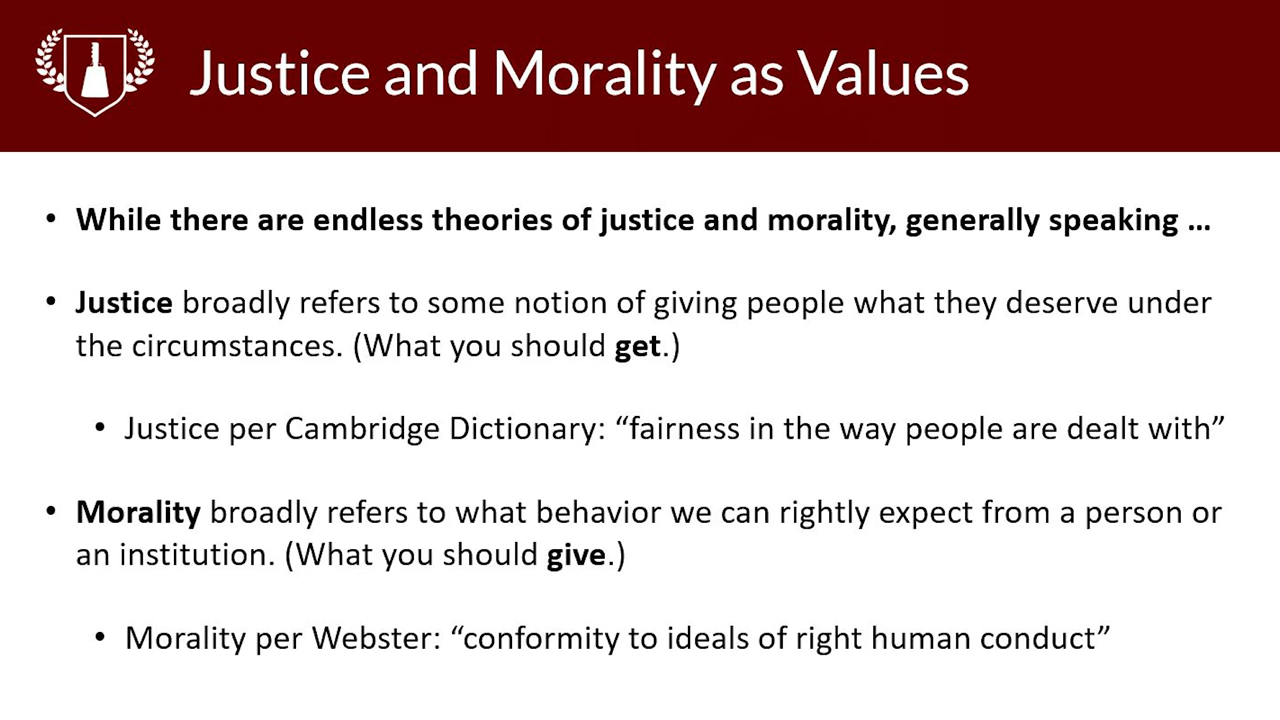 Justice and Morality as Values
• While there are endless theories of justice and morality, generally speaking …
• Justice broadly refers to some notion of giving people what they deserve under
the circumstances. (What you should get.)
• Justice per Cambridge Dictionary: “fairness in the way people are dealt with”
• Morality broadly refers to what behavior we can rightly expect from a person or
an institution. (What you should give.)
• Morality per Webster: “conformity to ideals of right human conduct”